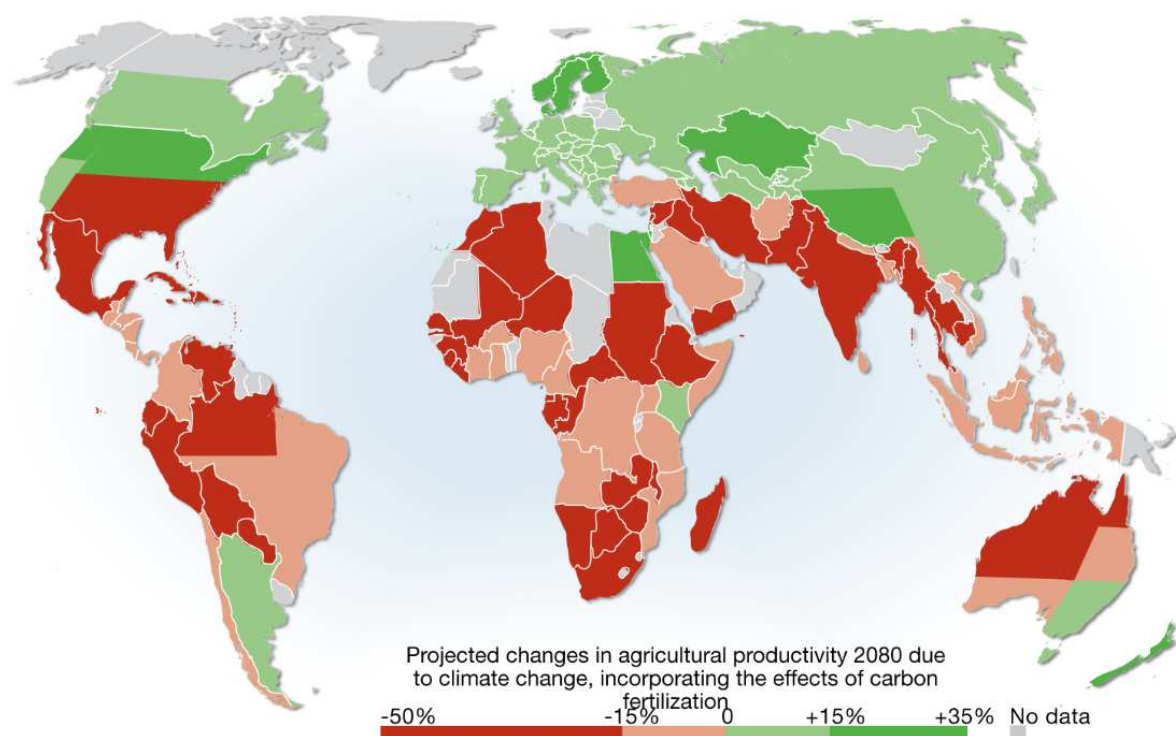 Projected changes in agricultural productivity 2080 due
to climate change, incorporating the effects of carbon
fertilization
-50% -15% 0 +15% +35% No data